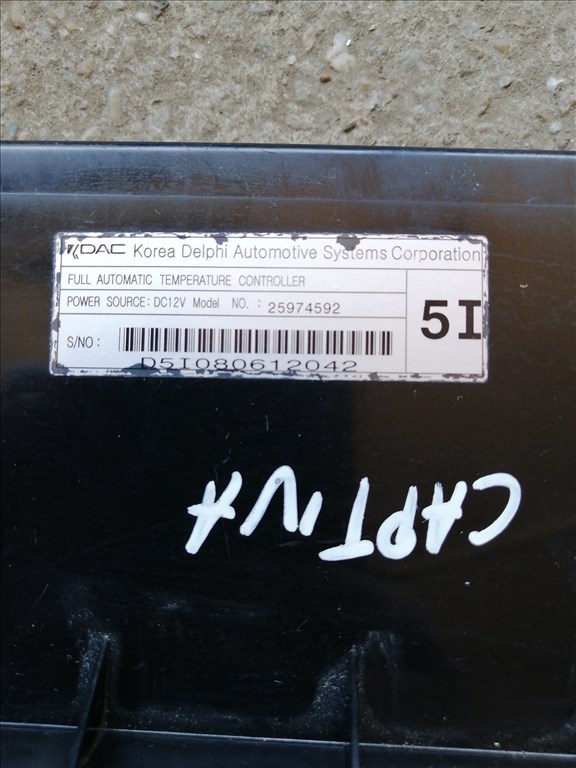 KDAC Korea Delphi Automotive Systems Corporation
FULL AUTOMATIC TEMPERATURE CONTROLLER
POWER SOURCE: DC12V Model NO. : 25974592
5I
S/NO :
D5I080612042
CAPTIVA